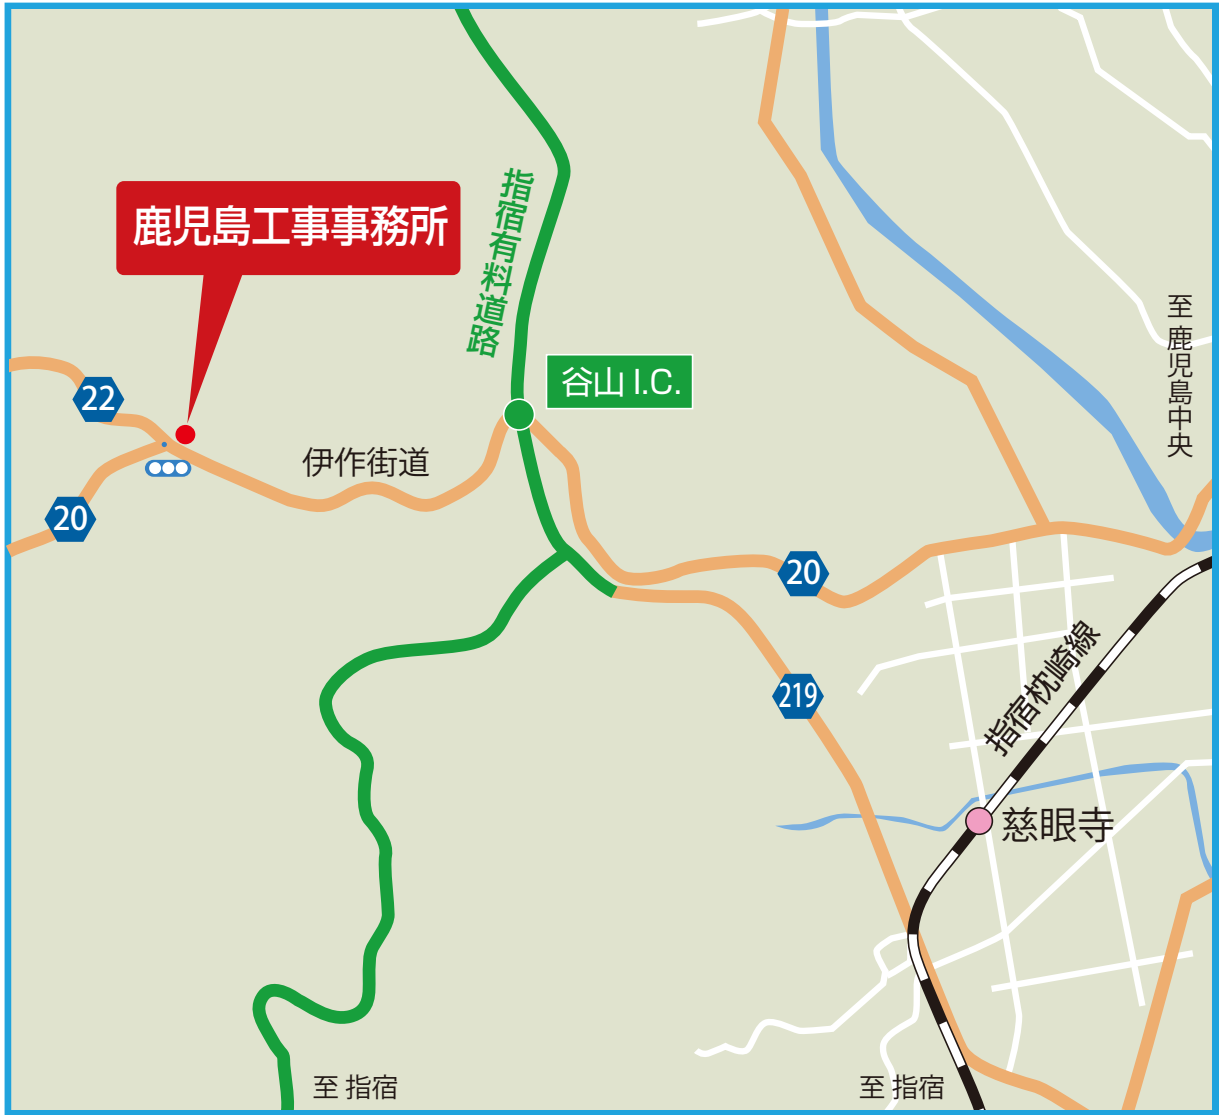 指宿有料道路
鹿児島工事事務所
至 鹿児島中央
谷山 I.C.
22
伊作街道
20
20
指宿枕崎線
219
慈眼寺
至 指宿
至 指宿